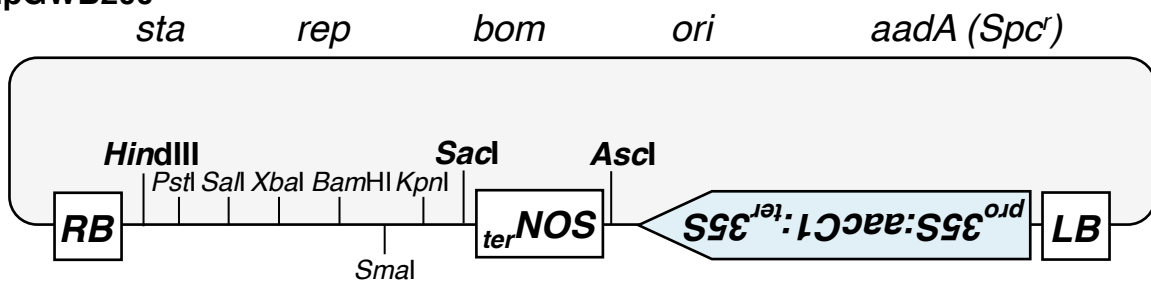 sta rep bom ori aadA (Spcʳ)
HindIII SacI AscI
PstI SalI XbaI BamHI KpnI
RB terNOS pro35S:aacC1:ter35S LB
SmaI